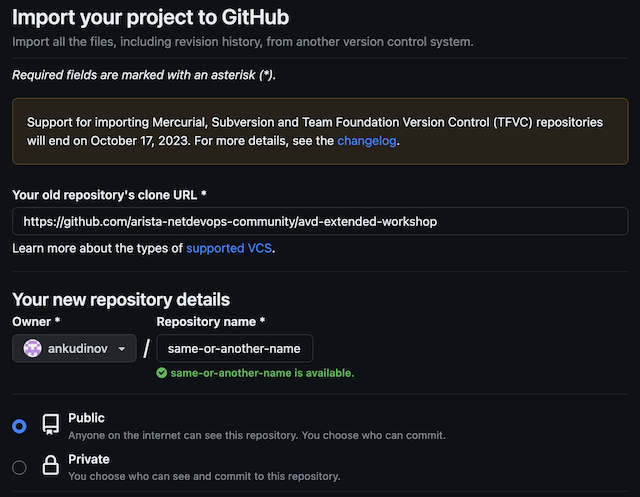 Import your project to GitHub
Import all the files, including revision history, from another version control system.
Required fields are marked with an asterisk (*).
Support for importing Mercurial, Subversion and Team Foundation Version Control (TFVC) repositories
will end on October 17, 2023. For more details, see the changelog.
Your old repository's clone URL *
https://github.com/arista-netdevops-community/avd-extended-workshop
Learn more about the types of supported VCS.
Your new repository details
Owner * Repository name *
ankudinov / same-or-another-name
same-or-another-name is available.
Public
Anyone on the internet can see this repository. You choose who can commit.
Private
You choose who can see and commit to this repository.